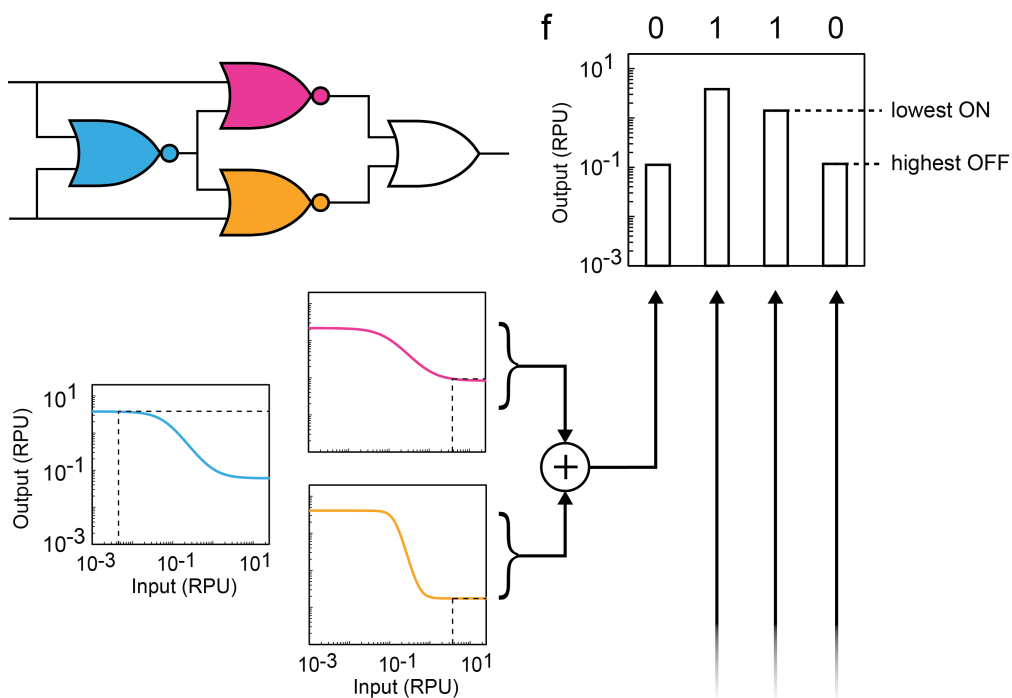 f 0 1 1 0
10^1
10^-1
10^-3
Output (RPU)
lowest ON
highest OFF
10^1
10^-1
10^-3
Output (RPU)
10^-3 10^-1 10^1
Input (RPU)
+
10^-3 10^-1 10^1
Input (RPU)